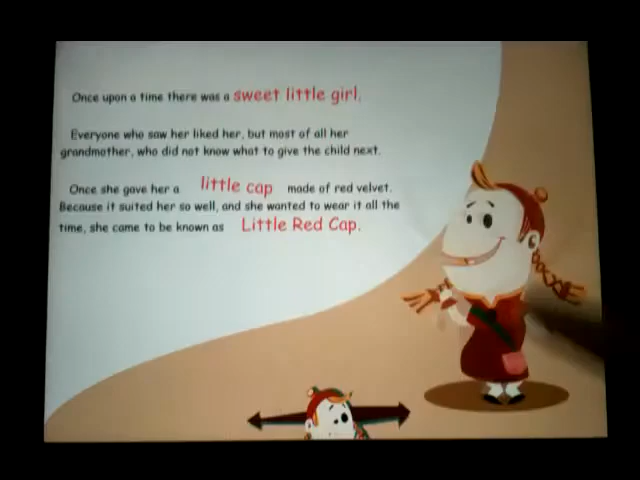 Once upon a time there was a sweet little girl.
Everyone who saw her liked her, but most of all her
grandmother, who did not know what to give the child next.
Once she gave her a little cap made of red velvet.
Because it suited her so well, and she wanted to wear it all the
time, she came to be known as Little Red Cap.